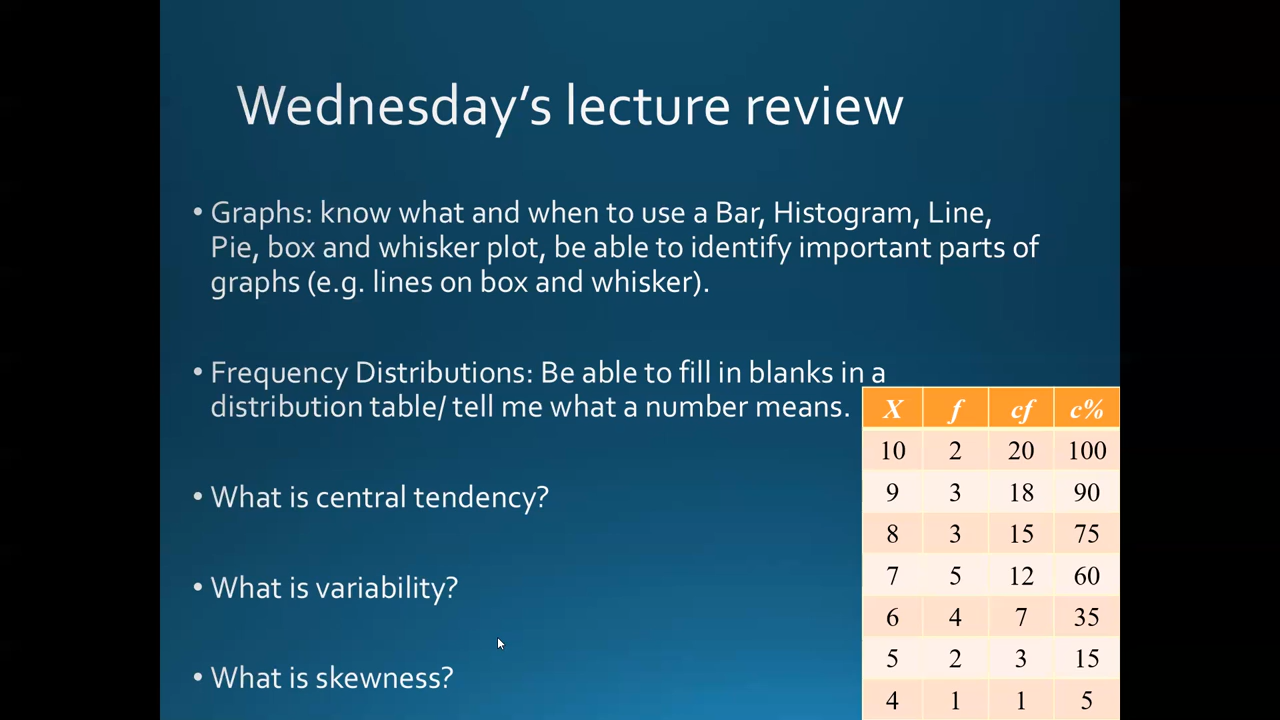 Wednesday's lecture review
• Graphs: know what and when to use a Bar, Histogram, Line,
Pie, box and whisker plot, be able to identify important parts of
graphs (e.g. lines on box and whisker).
• Frequency Distributions: Be able to fill in blanks in a
distribution table/ tell me what a number means.
• What is central tendency?
• What is variability?
• What is skewness?
X f cf c%
10 2 20 100
9 3 18 90
8 3 15 75
7 5 12 60
6 4 7 35
5 2 3 15
4 1 1 5